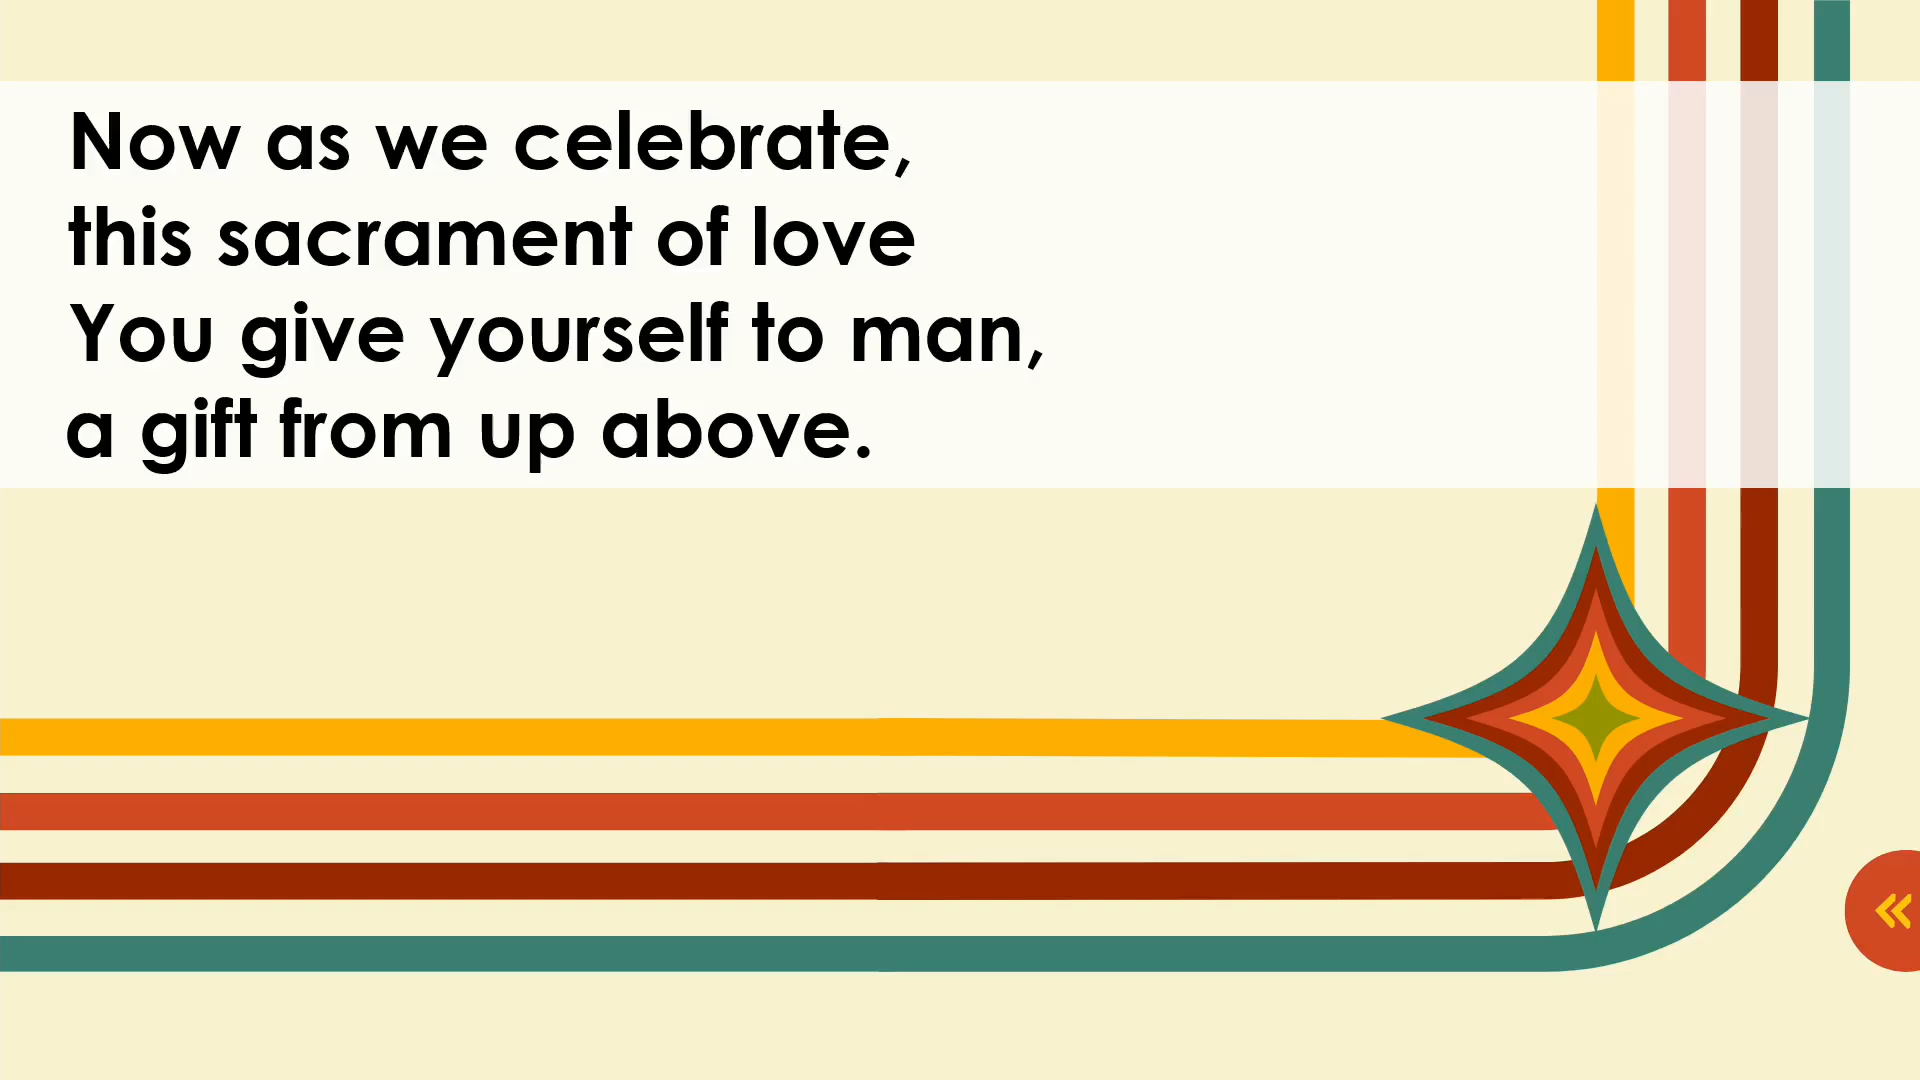 Now as we celebrate,
this sacrament of love
You give yourself to man,
a gift from up above.